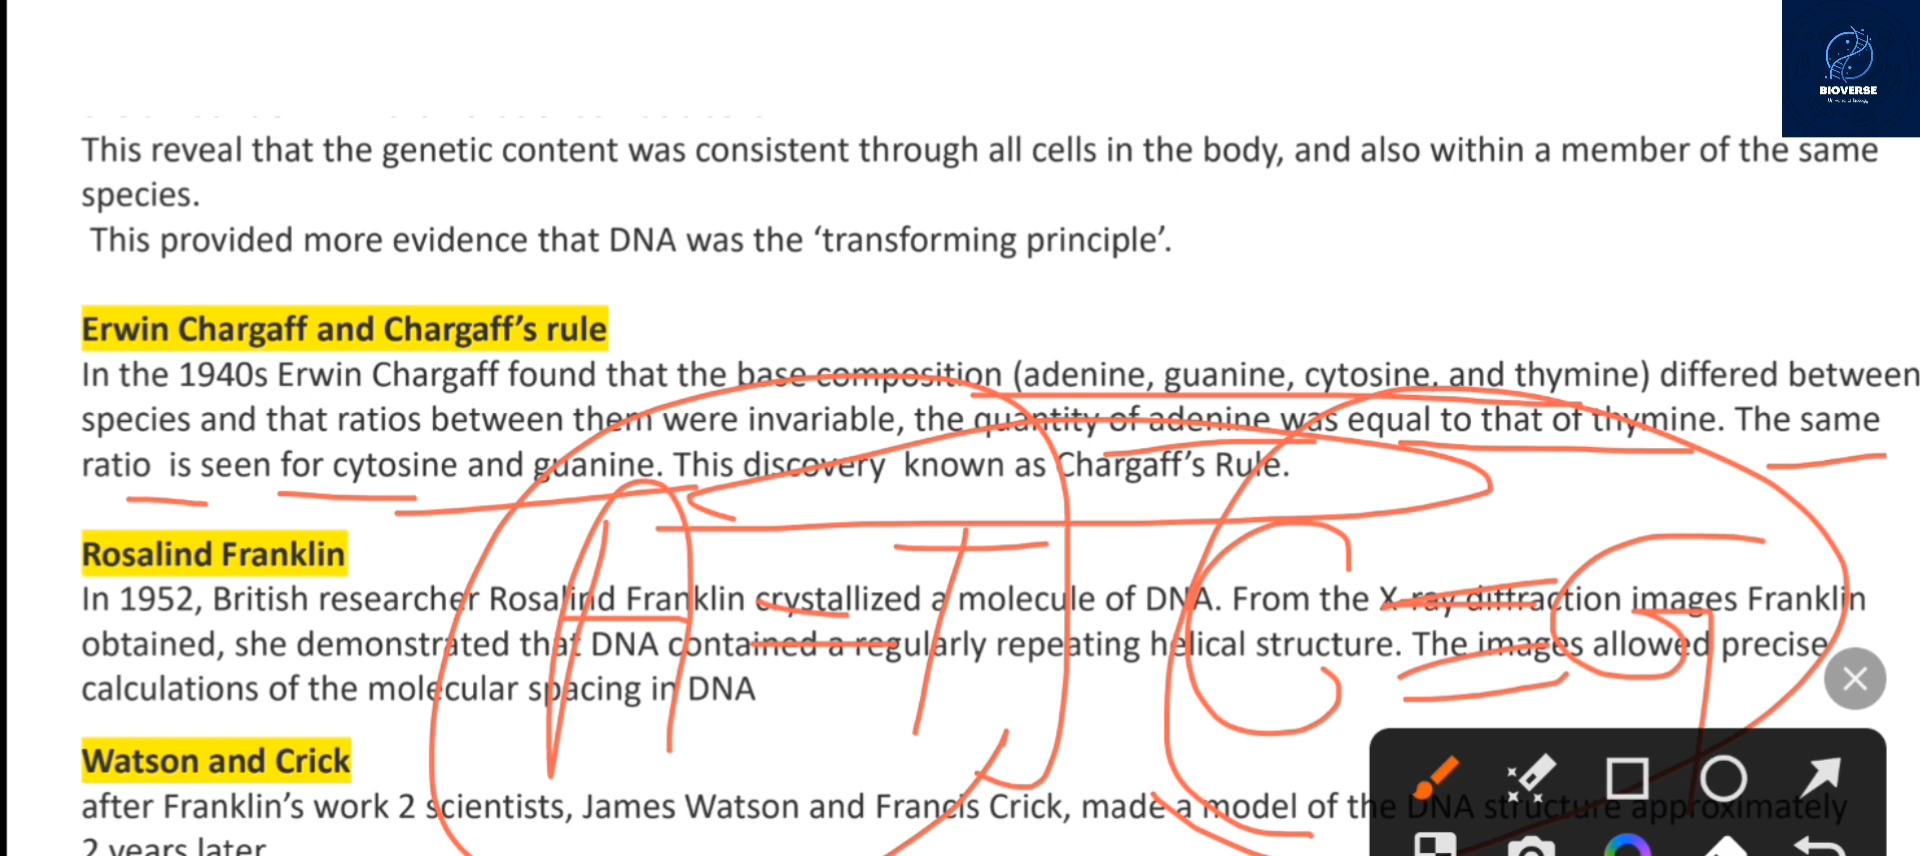 BIOVERSE
This reveal that the genetic content was consistent through all cells in the body, and also within a member of the same
species.
This provided more evidence that DNA was the ‘transforming principle’.
Erwin Chargaff and Chargaff’s rule
In the 1940s Erwin Chargaff found that the base composition (adenine, guanine, cytosine, and thymine) differed between
species and that ratios between them were invariable, the quantity of adenine was equal to that of thymine. The same
ratio is seen for cytosine and guanine. This discovery known as Chargaff’s Rule.
A = T, C ≡ G
Rosalind Franklin
In 1952, British researcher Rosalind Franklin crystallized a molecule of DNA. From the X-ray diffraction images Franklin
obtained, she demonstrated that DNA contained a regularly repeating helical structure. The images allowed precise
calculations of the molecular spacing in DNA
Watson and Crick
after Franklin’s work 2 scientists, James Watson and Francis Crick, made a model of the DNA structure approximately
2 years later